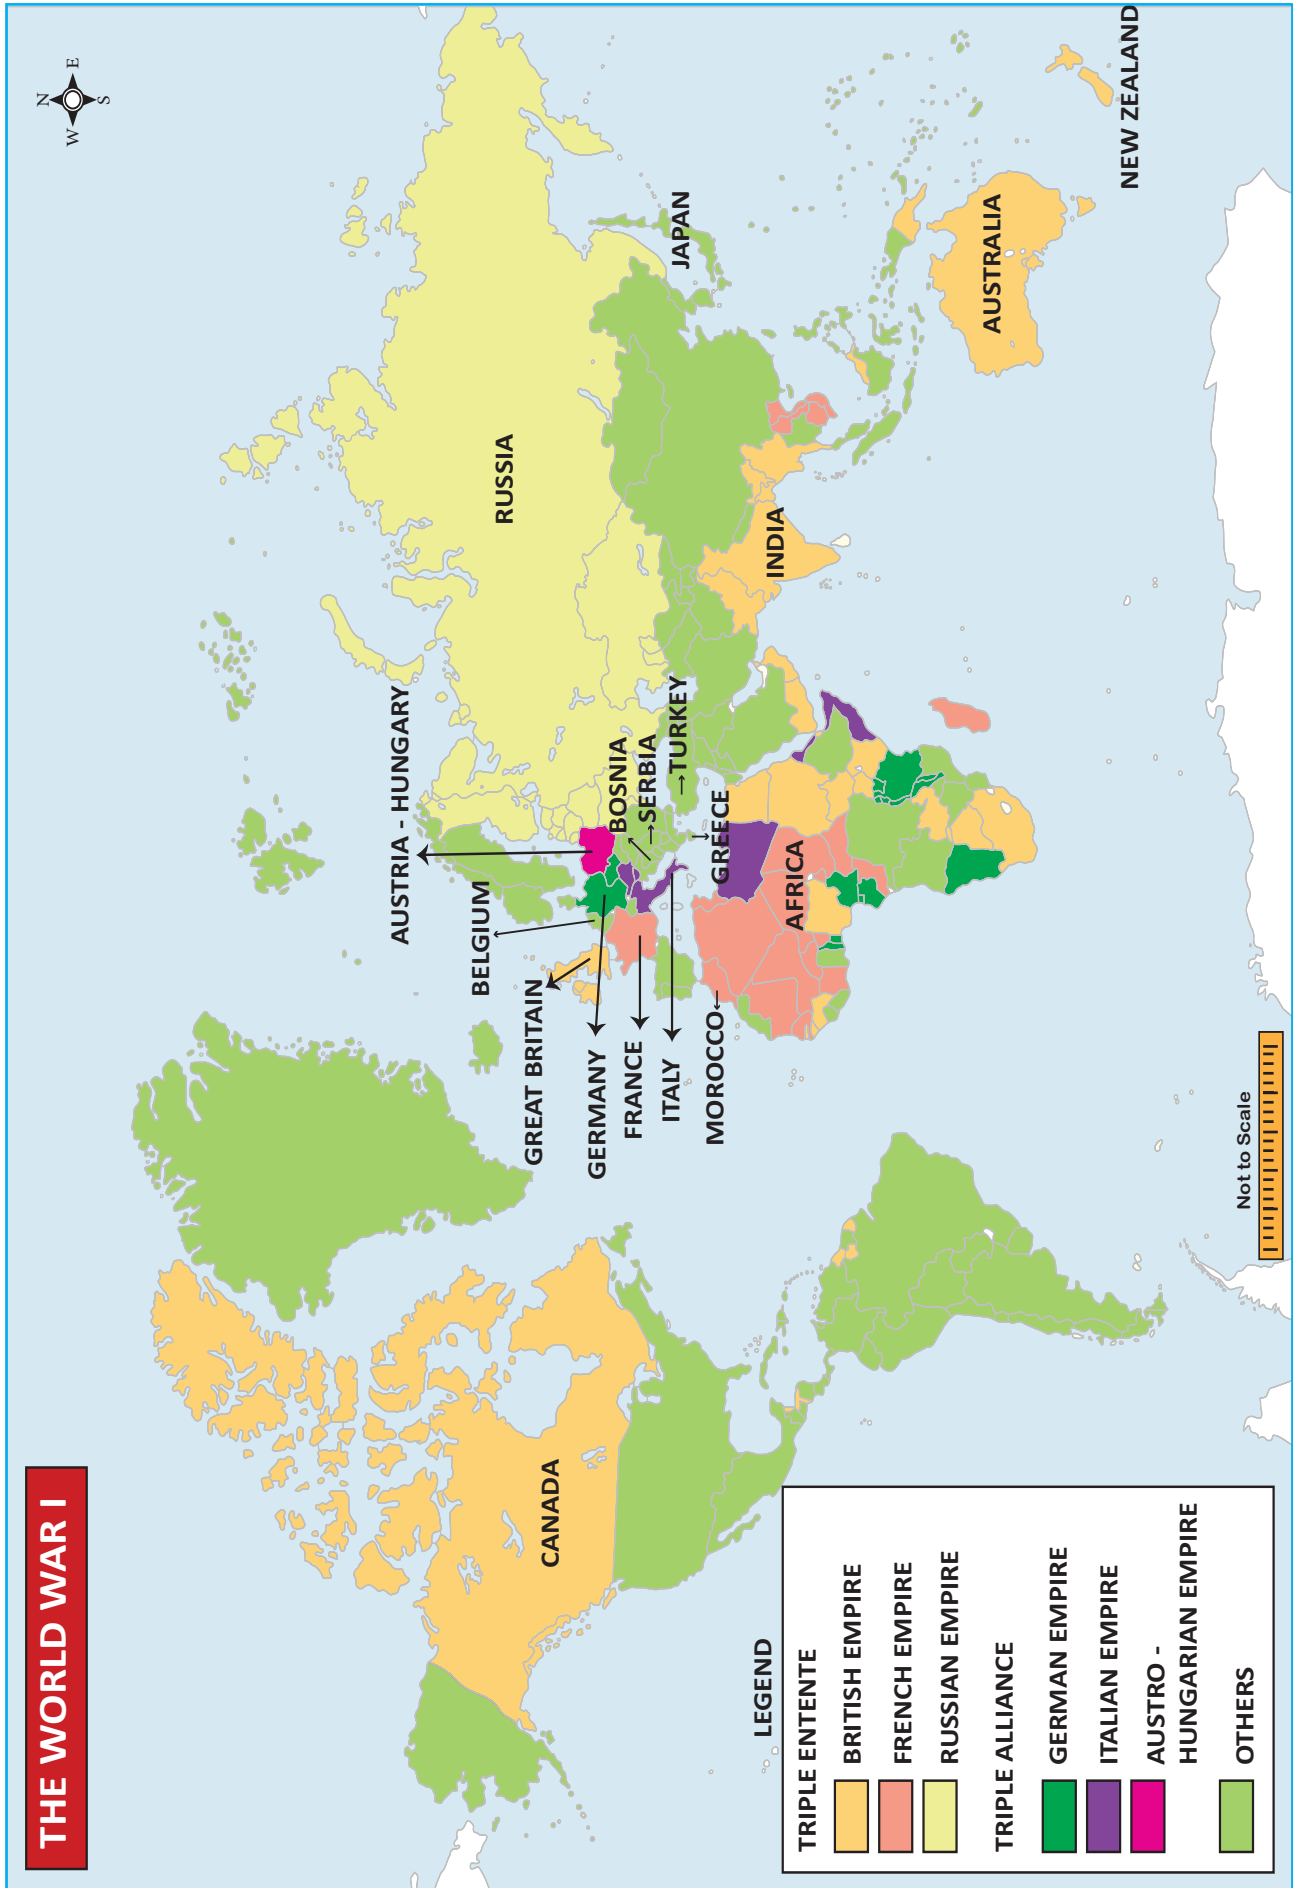 THE WORLD WAR I
N
W
E
S
CANADA
RUSSIA
AUSTRIA - HUNGARY
BELGIUM
GREAT BRITAIN
GERMANY
FRANCE
ITALY
MOROCCO
BOSNIA
SERBIA
TURKEY
GREECE
AFRICA
INDIA
JAPAN
AUSTRALIA
NEW ZEALAND
LEGEND
TRIPLE ENTENTE
BRITISH EMPIRE
FRENCH EMPIRE
RUSSIAN EMPIRE
TRIPLE ALLIANCE
GERMAN EMPIRE
ITALIAN EMPIRE
AUSTRO -
HUNGARIAN EMPIRE
OTHERS
Not to Scale